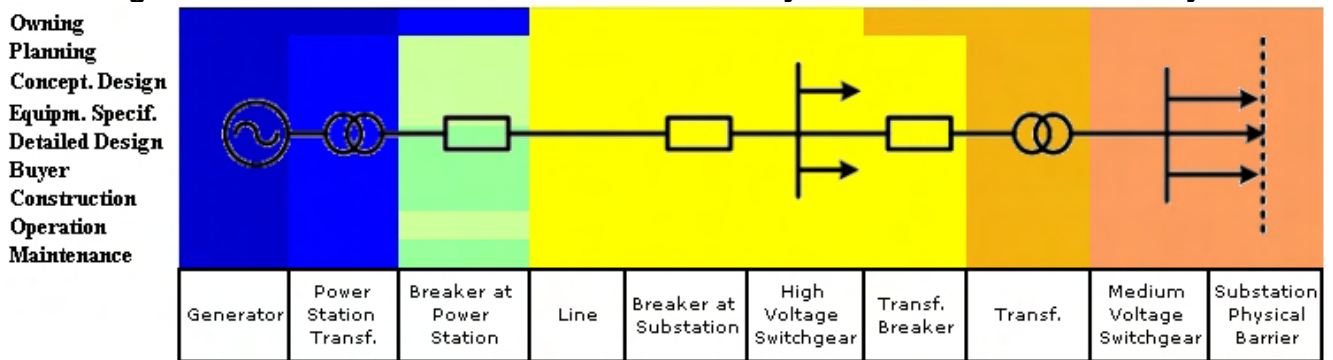 Owning
Planning
Concept. Design
Equipm. Specif.
Detailed Design
Buyer
Construction
Operation
Maintenance
Generator
Power
Station
Transf.
Breaker at
Power
Station
Line
Breaker at
Substation
High
Voltage
Switchgear
Transf.
Breaker
Transf.
Medium
Voltage
Switchgear
Substation
Physical
Barrier